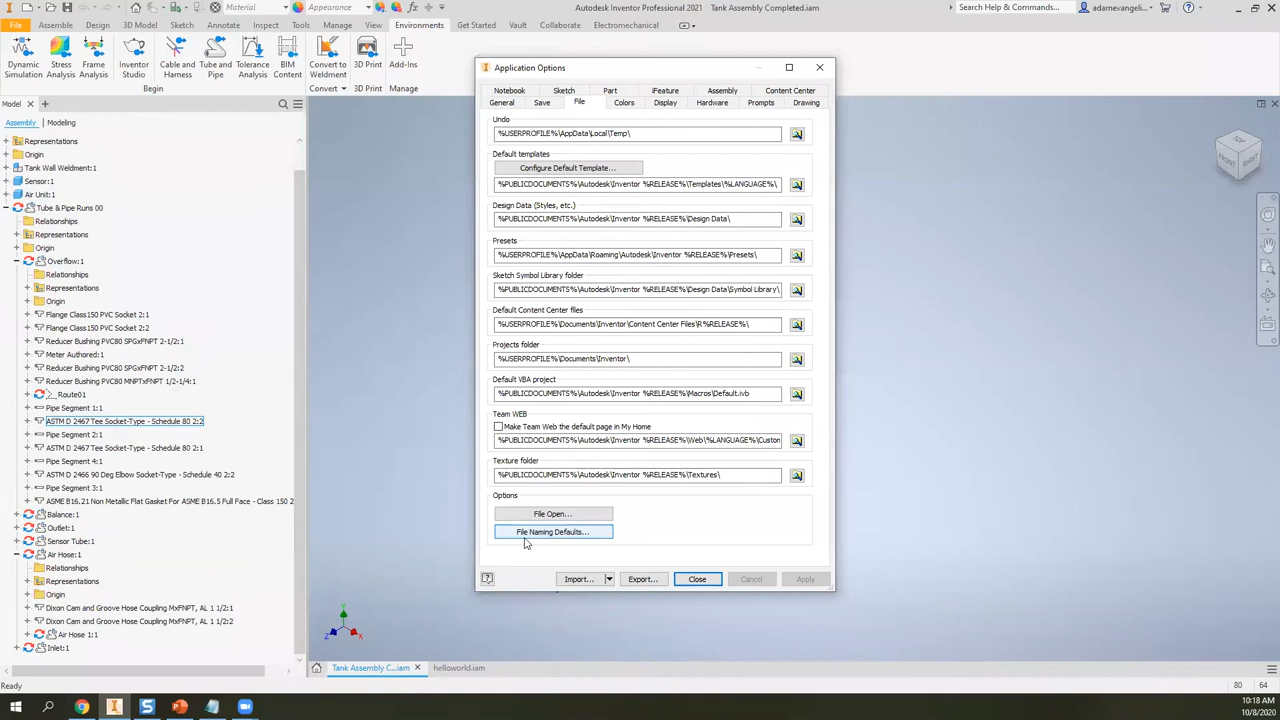 Material
Appearance
Autodesk Inventor Professional 2021 Tank Assembly Completed.iam
Search Help & Commands...
adamevangeli...
File Assemble Design 3D Model Sketch Annotate Inspect Tools Manage View Environments Get Started Vault Collaborate Electromechanical
Dynamic Simulation
Stress Analysis
Frame Analysis
Inventor Studio
Cable and Harness
Tube and Pipe
Tolerance Analysis
BIM Content
Convert to Weldment
3D Print
Add-Ins
Begin Convert 3D Print Manage
Model
Assembly Modeling
Representations
Origin
Tank Wall Weldment:1
Sensor:1
Air Unit:1
Tube & Pipe Runs 00
Relationships
Representations
Origin
Overflow:1
Relationships
Representations
Origin
Flange Class150 PVC Socket 2:1
Flange Class150 PVC Socket 2:2
Reducer Bushing PVC80 SPGxFNPT 2-1/2:1
Meter Authored:1
Reducer Bushing PVC80 SPGxFNPT 2-1/2:2
Reducer Bushing PVC80 MNPTxFNPT 1/2-1/4:1
Route01
Pipe Segment 1:1
ASTM D 2467 Tee Socket-Type - Schedule 80 2:2
Pipe Segment 2:1
ASTM D 2467 Tee Socket-Type - Schedule 80 2:1
Pipe Segment 4:1
ASTM D 2466 90 Deg Elbow Socket-Type - Schedule 40 2:2
Pipe Segment 3:1
ASME B16.21 Non Metallic Flat Gasket For ASME B16.5 Full Face - Class 150 2
Balance:1
Outlet:1
Sensor Tube:1
Air Hose:1
Relationships
Representations
Origin
Dixon Cam and Groove Hose Coupling MxFNPT, AL 1 1/2:1
Dixon Cam and Groove Hose Coupling MxFNPT, AL 1 1/2:2
Air Hose 1:1
Inlet:1
Application Options
Notebook Sketch Part iFeature Assembly Content Center
General Save File Colors Display Hardware Prompts Drawing
Undo
%USERPROFILE%\AppData\Local\Temp\
Default templates
Configure Default Template...
%PUBLICDOCUMENTS%\Autodesk\Inventor %RELEASE%\Templates\%LANGUAGE%\
Design Data (Styles, etc.)
%PUBLICDOCUMENTS%\Autodesk\Inventor %RELEASE%\Design Data\
Presets
%USERPROFILE%\AppData\Roaming\Autodesk\Inventor %RELEASE%\Presets\
Sketch Symbol Library folder
%PUBLICDOCUMENTS%\Autodesk\Inventor %RELEASE%\Design Data\Symbol Library\
Default Content Center files
%USERPROFILE%\Documents\Inventor\Content Center Files\R%RELEASE%\
Projects folder
%USERPROFILE%\Documents\Inventor\
Default VBA project
%PUBLICDOCUMENTS%\Autodesk\Inventor %RELEASE%\Macros\Default.ivb
Team WEB
Make Team Web the default page in My Home
%PUBLICDOCUMENTS%\Autodesk\Inventor %RELEASE%\Web\%LANGUAGE%\Custon
Texture folder
%PUBLICDOCUMENTS%\Autodesk\Inventor %RELEASE%\Textures\
Options
File Open...
File Naming Defaults...
Import... Export... Close Cancel Apply
TOP
FRONT
RIGHT
Y
Z
X
Tank Assembly C...iam
helloworld.iam
Ready
80 64
10:18 AM
10/8/2020